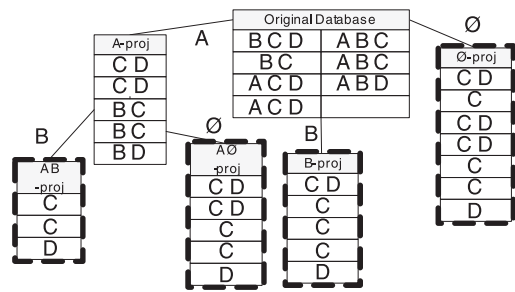 Original Database
B C D A B C
B C A B C
A C D A B D
A C D
A
A-proj
C D
C D
B C
B C
B D
Ø
Ø-proj
C D
C
C D
C D
C
C
D
B
AB
-proj
C
C
D
Ø
AØ
-proj
C D
C D
C
C
D
B
B-proj
C D
C
C
C
D